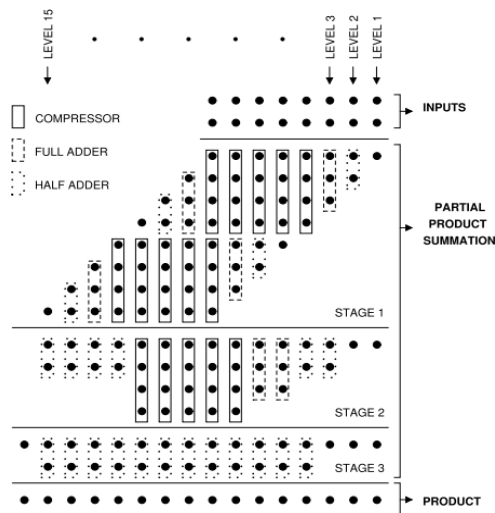 LEVEL 15
LEVEL 3
LEVEL 2
LEVEL 1
INPUTS
COMPRESSOR
FULL ADDER
HALF ADDER
PARTIAL
PRODUCT
SUMMATION
STAGE 1
STAGE 2
STAGE 3
PRODUCT